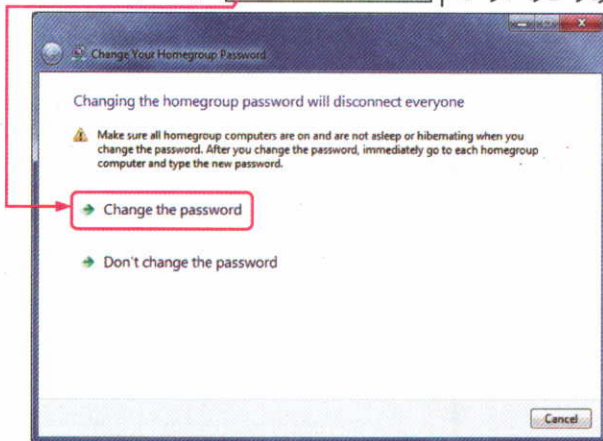 Change Your Homegroup Password
Changing the homegroup password will disconnect everyone
Make sure all homegroup computers are on and are not asleep or hibernating when you
change the password. After you change the password, immediately go to each homegroup
computer and type the new password.
Change the password
Don't change the password
Cancel